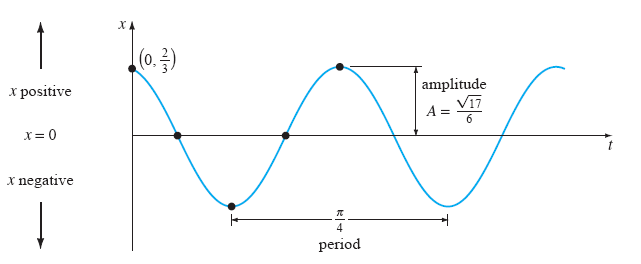 x
(0, 2/3)
x positive
amplitude
A = √17/6
x = 0
t
x negative
π/4
period